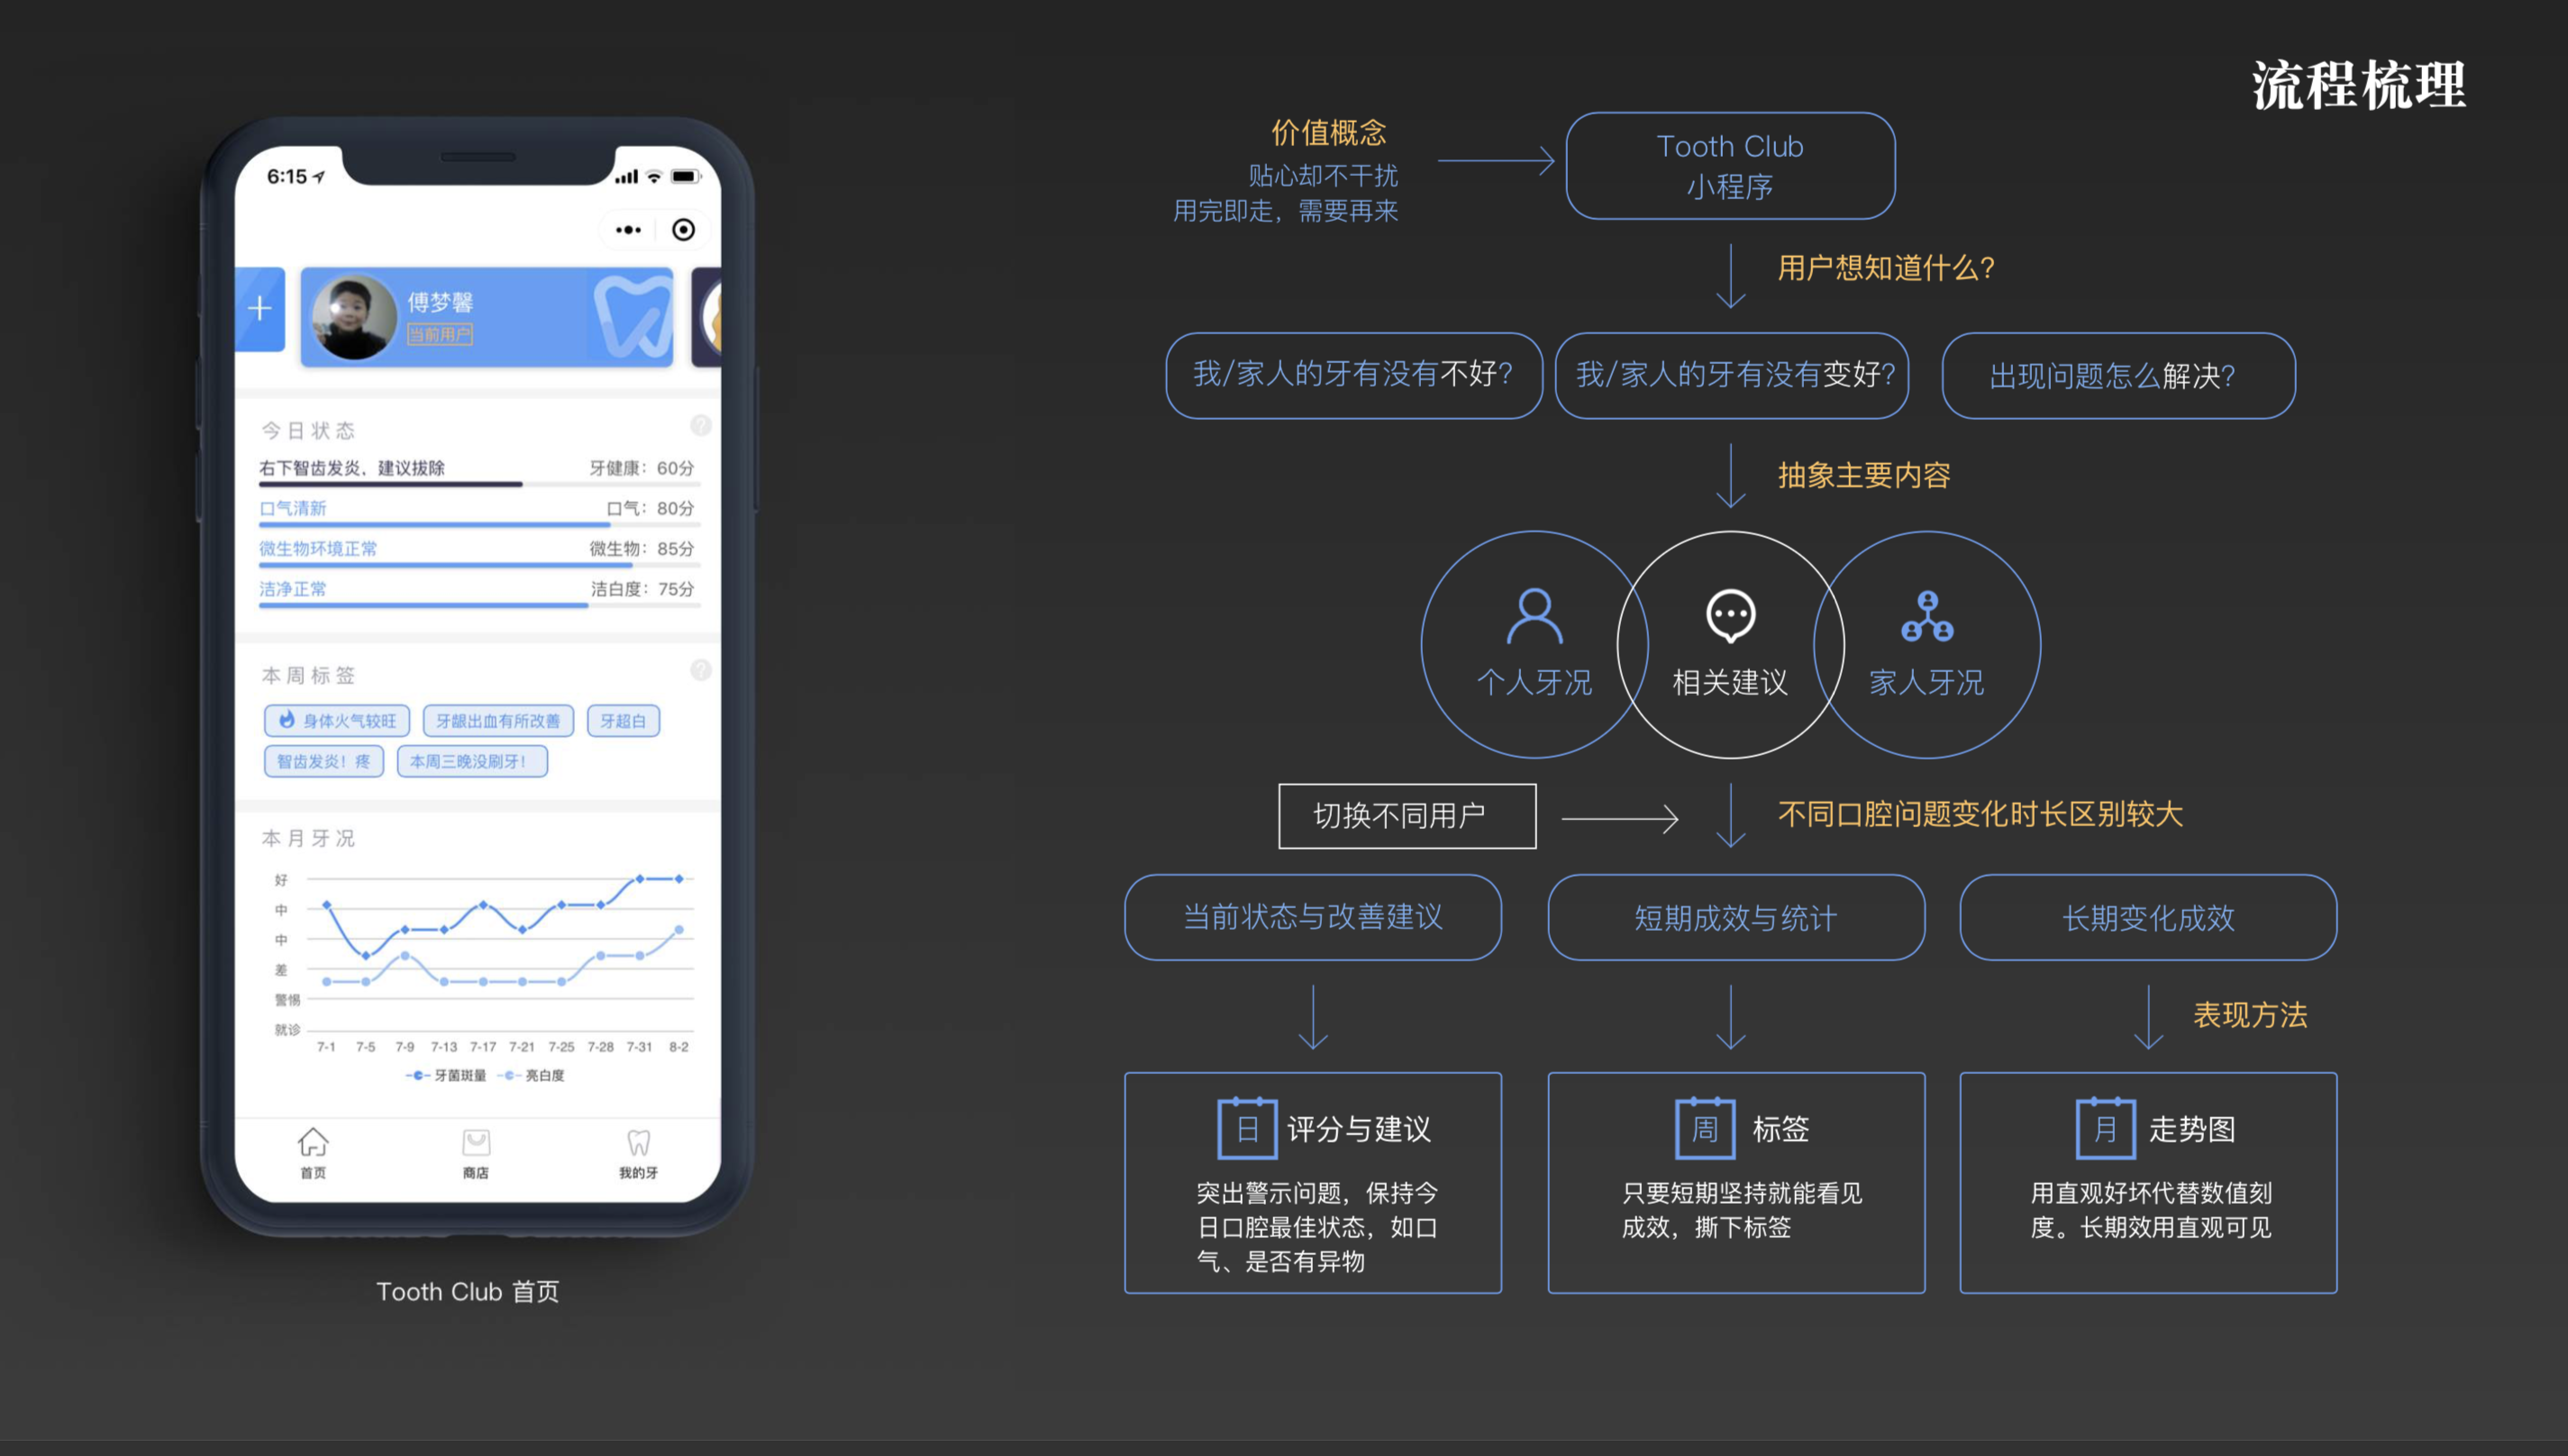 流程梳理
6:15
傅梦馨
当前用户
今日状态
右下智齿发炎，建议拔除 牙健康：60分
口气清新 口气：80分
微生物环境正常 微生物：85分
洁净正常 洁白度：75分
本周标签
身体火气较旺 牙龈出血有所改善 牙超白
智齿发炎！疼 本周三晚没刷牙！
本月牙况
好
中
中
差
警惕
就诊
7-1 7-5 7-9 7-13 7-17 7-21 7-25 7-28 7-31 8-2
牙菌斑量 亮白度
首页 商店 我的牙
Tooth Club 首页
价值概念
贴心却不干扰
用完即走，需要再来
Tooth Club
小程序
用户想知道什么?
我/家人的牙有没有不好? 我/家人的牙有没有变好? 出现问题怎么解决?
抽象主要内容
个人牙况 相关建议 家人牙况
切换不同用户 不同口腔问题变化时长区别较大
当前状态与改善建议 短期成效与统计 长期变化成效
表现方法
日 评分与建议
突出警示问题，保持今
日口腔最佳状态，如口
气、是否有异物
周 标签
只要短期坚持就能看见
成效，撕下标签
月 走势图
用直观好坏代替数值刻
度。长期效用直观可见